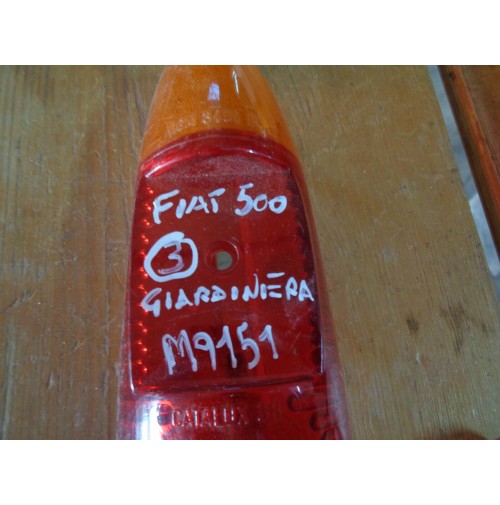 FIAT 500
3
GIARDINIERA
M9151
CATALUX